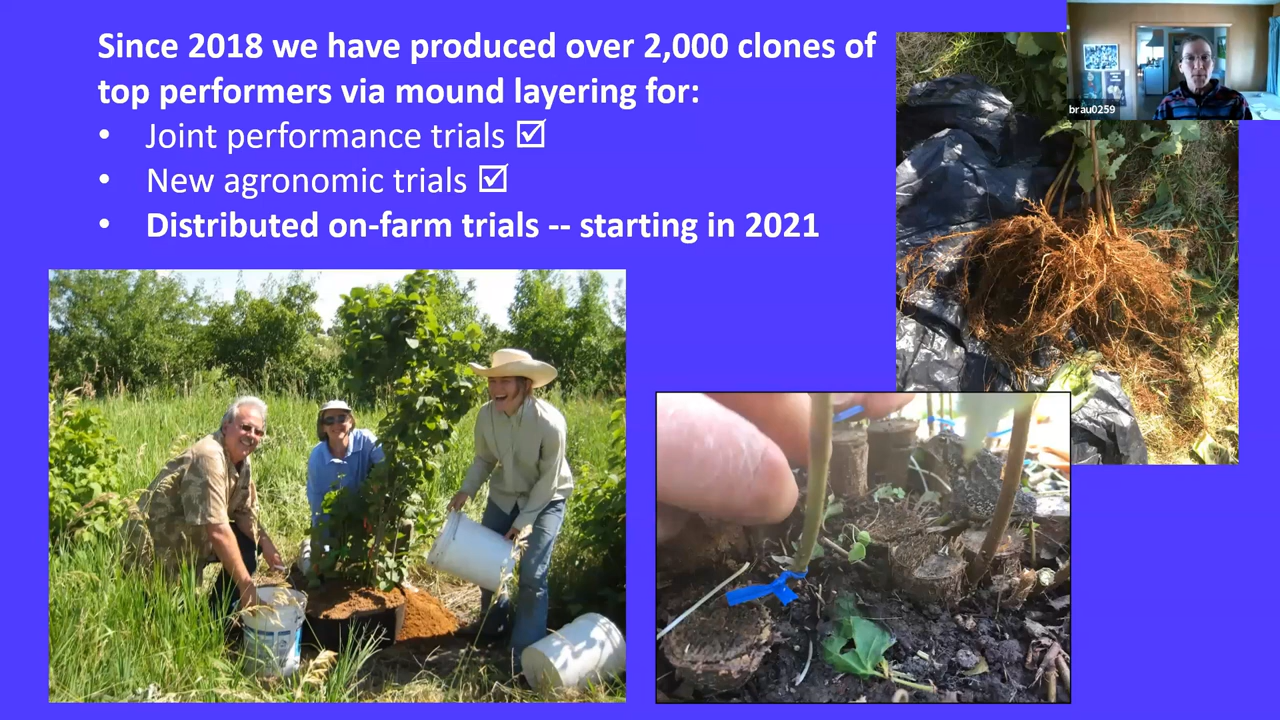 Since 2018 we have produced over 2,000 clones of
top performers via mound layering for:
• Joint performance trials ☑
• New agronomic trials ☑
• Distributed on-farm trials -- starting in 2021
brau0259